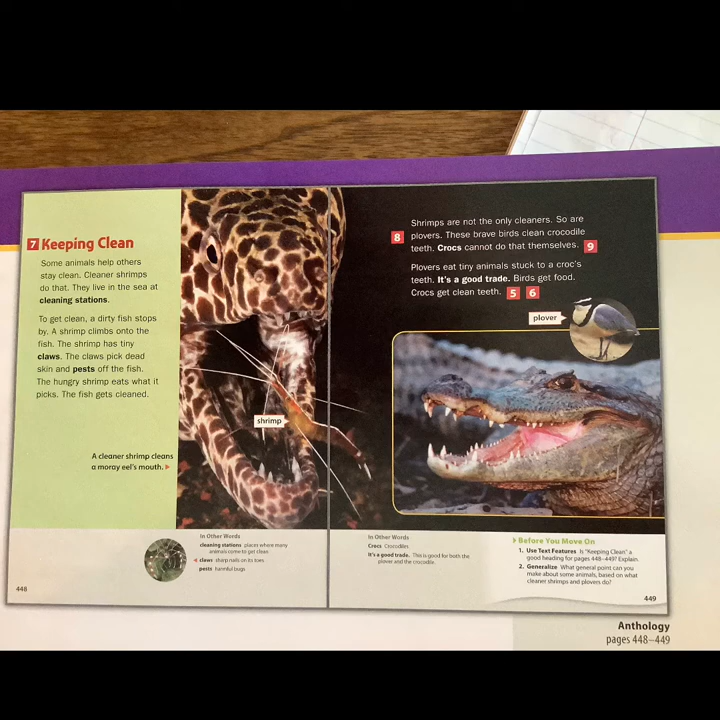 7 Keeping Clean
Some animals help others
stay clean. Cleaner shrimps
do that. They live in the sea at
cleaning stations.
To get clean, a dirty fish stops
by. A shrimp climbs onto the
fish. The shrimp has tiny
claws. The claws pick dead
skin and pests off the fish.
The hungry shrimp eats what it
picks. The fish gets cleaned.
A cleaner shrimp cleans
a moray eel's mouth.
shrimp
In Other Words
cleaning stations places where many
animals come to get clean
claws sharp nails on its toes
pests harmful bugs
448
8
Shrimps are not the only cleaners. So are
plovers. These brave birds clean crocodile
teeth. Crocs cannot do that themselves. 9
Plovers eat tiny animals stuck to a croc's
teeth. It's a good trade. Birds get food.
Crocs get clean teeth. 5 6
plover
In Other Words
Crocs Crocodiles
It's a good trade. This is good for both the
plover and the crocodile.
Before You Move On
1. Use Text Features Is "Keeping Clean" a
good heading for pages 448–449? Explain.
2. Generalize What general point can you
make about some animals, based on what
cleaner shrimps and plovers do?
449
Anthology
pages 448–449